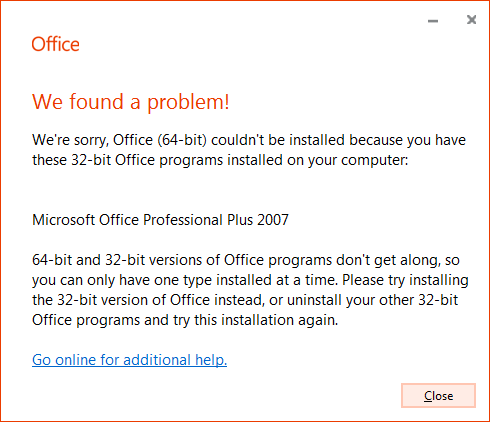 Office
We found a problem!
We're sorry, Office (64-bit) couldn't be installed because you have
these 32-bit Office programs installed on your computer:
Microsoft Office Professional Plus 2007
64-bit and 32-bit versions of Office programs don't get along, so
you can only have one type installed at a time. Please try installing
the 32-bit version of Office instead, or uninstall your other 32-bit
Office programs and try this installation again.
Go online for additional help.
Close